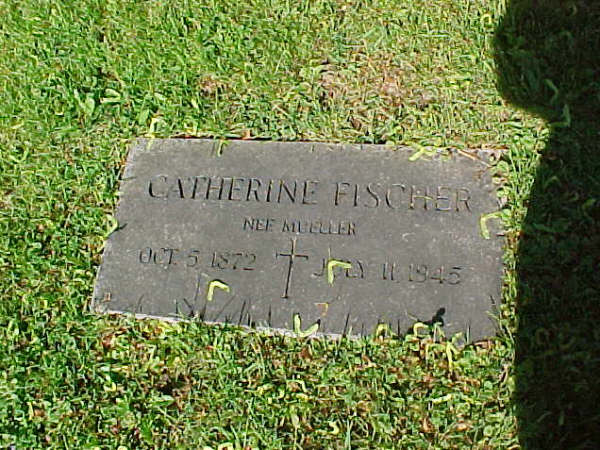 CATHERINE FISCHER
NEE MUELLER
OCT. 5, 1872 JULY 11, 1945